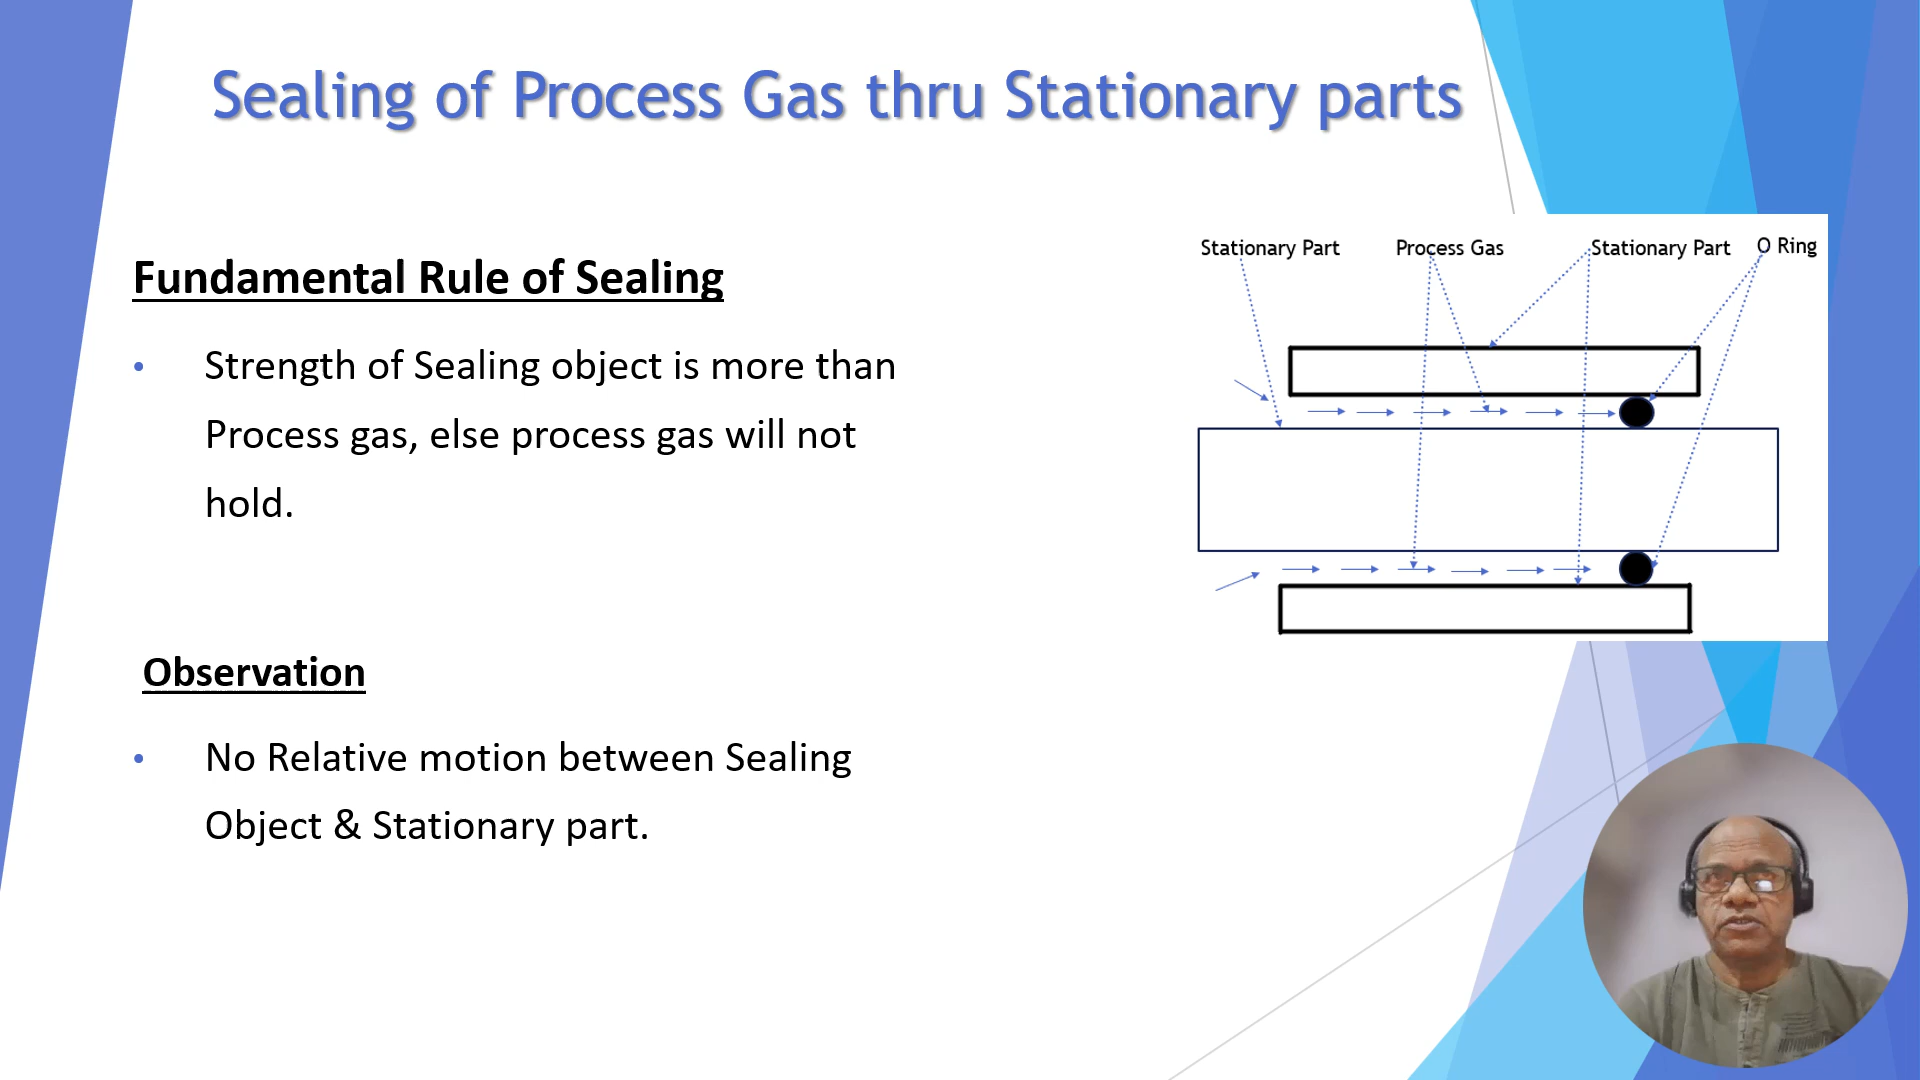 Sealing of Process Gas thru Stationary parts
Fundamental Rule of Sealing
• Strength of Sealing object is more than
Process gas, else process gas will not
hold.
Observation
• No Relative motion between Sealing
Object & Stationary part.
Stationary Part Process Gas Stationary Part O Ring